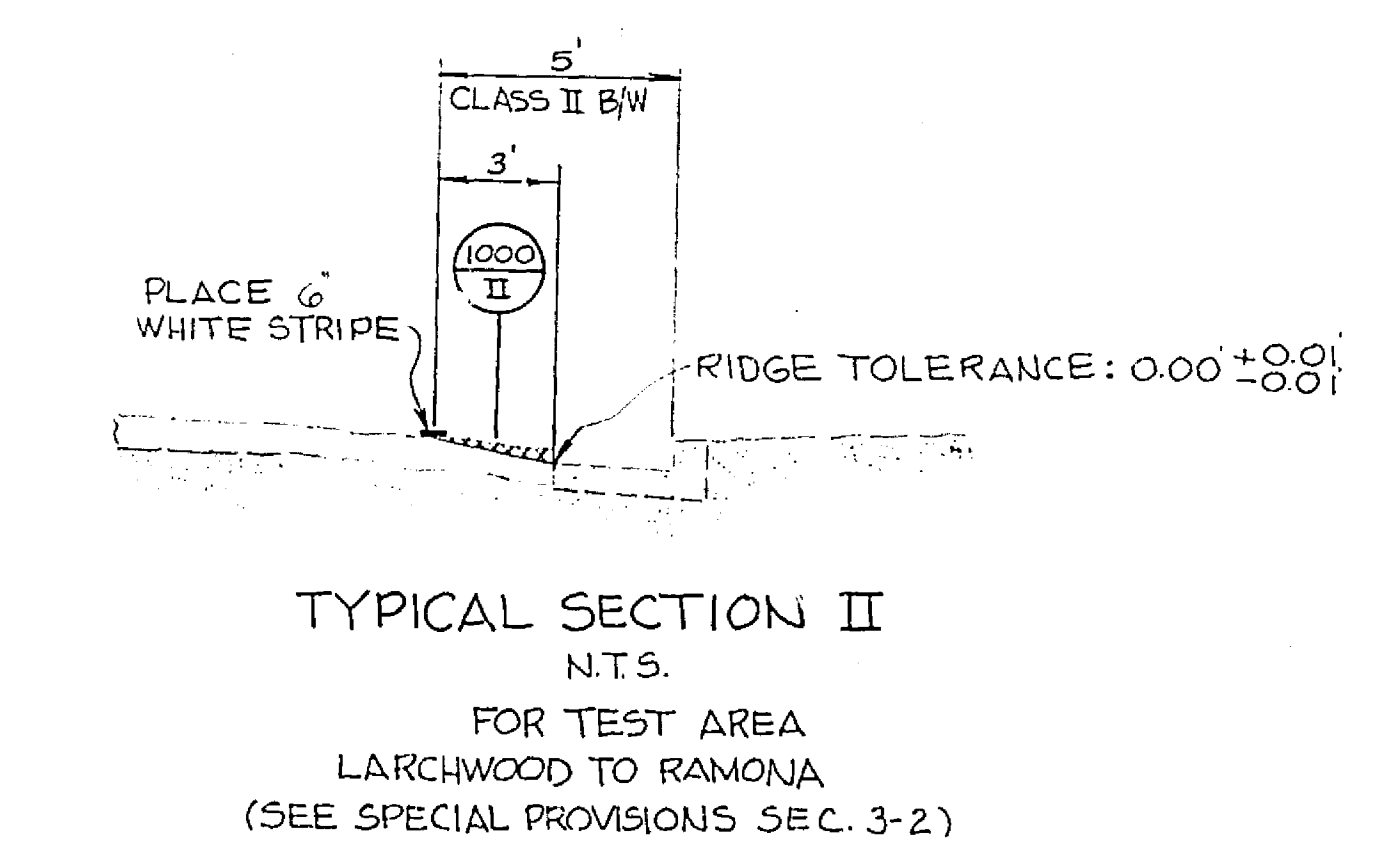 5'
CLASS II B/W
3'
1000
II
PLACE 6"
WHITE STRIPE
RIDGE TOLERANCE: 0.00' +0.01'
-0.01'
TYPICAL SECTION II
N.T.S.
FOR TEST AREA
LARCHWOOD TO RAMONA
(SEE SPECIAL PROVISIONS SEC. 3-2)